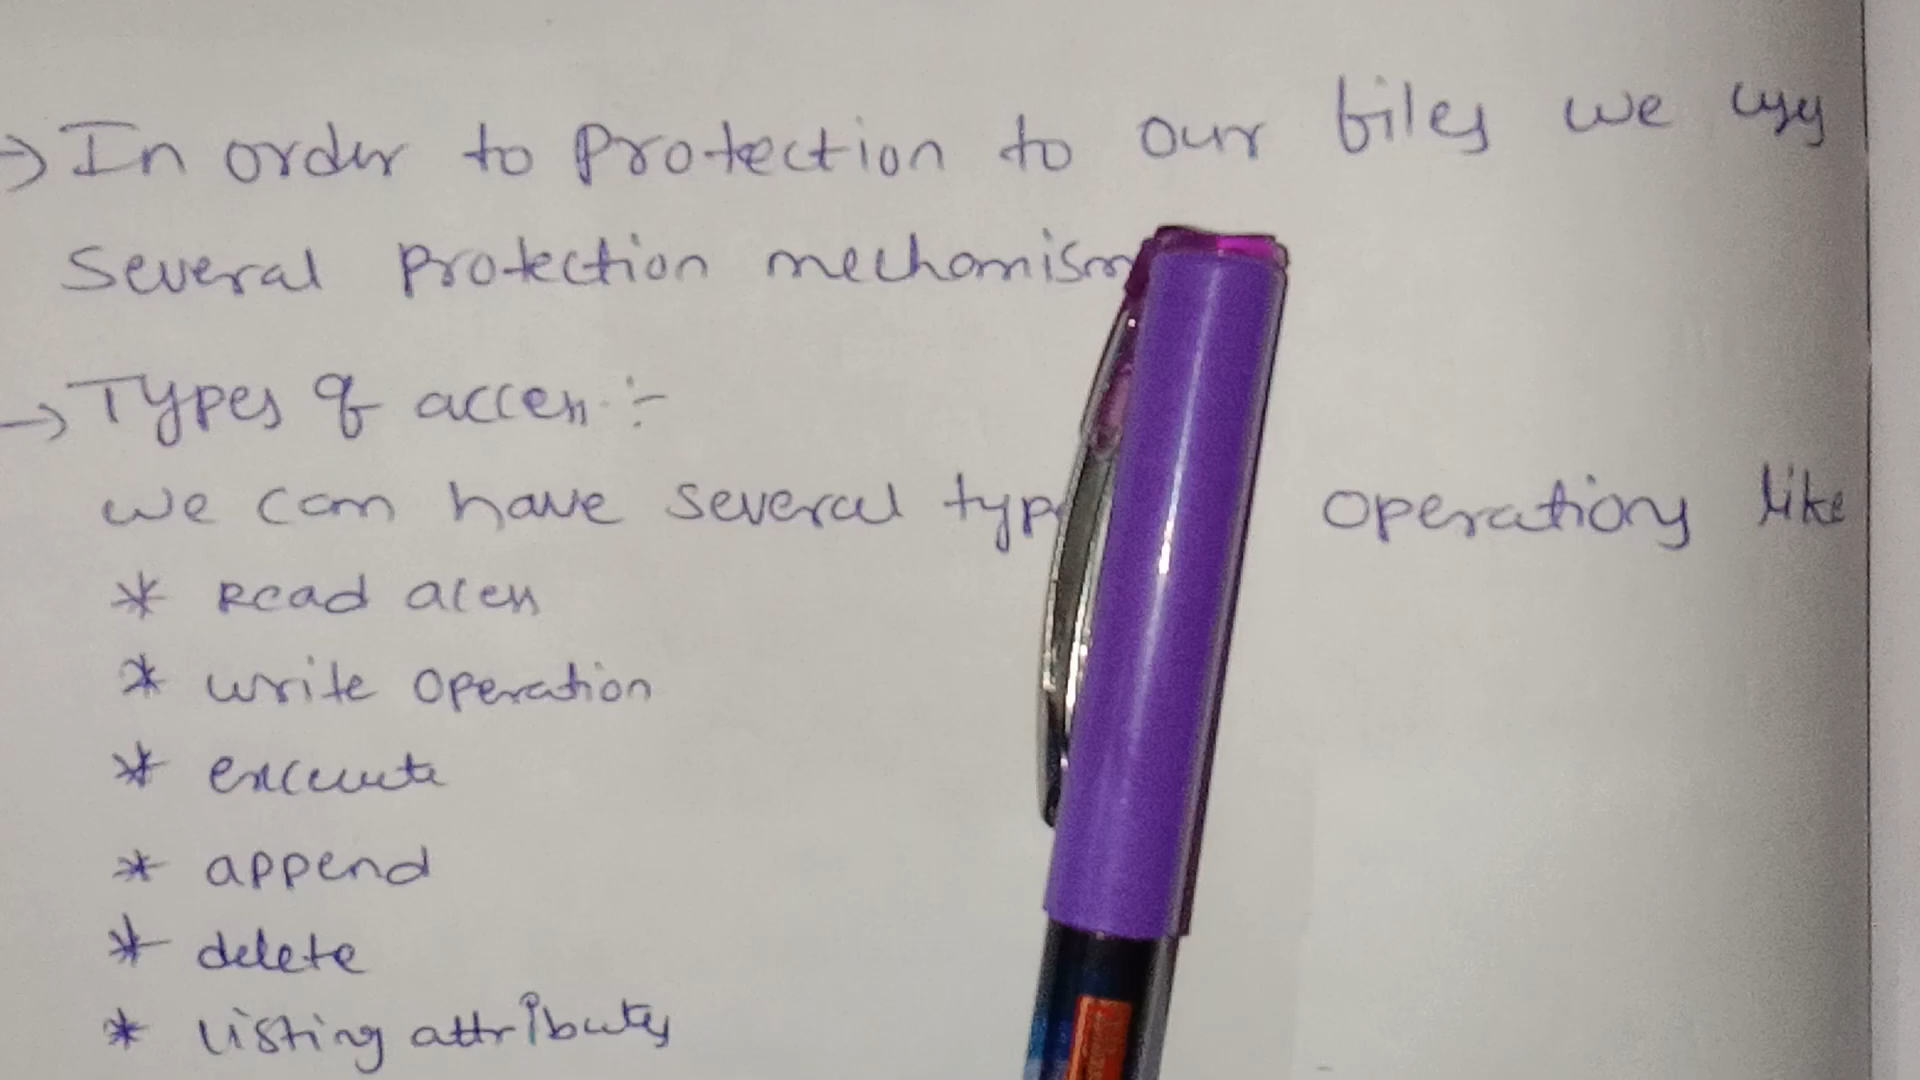 → In order to Protection to our files we use
Several Protection mechanism
→ Types of access :-
we can have several type operations like
* Read acess
* write operation
* execute
* append
* delete
* Listing attributes